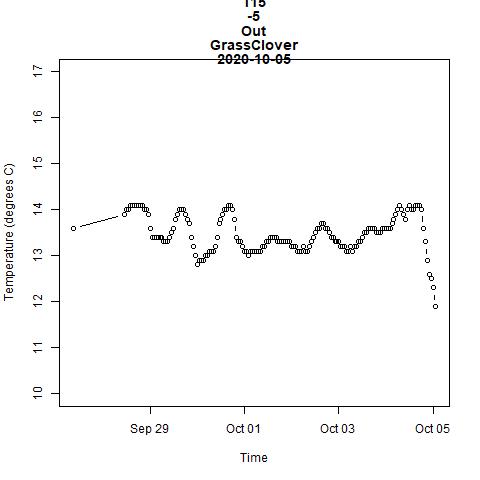 T15
-5
Out
GrassClover
2020-10-05
Temperature (degrees C)
17
16
15
14
13
12
11
10
Sep 29
Oct 01
Oct 03
Oct 05
Time